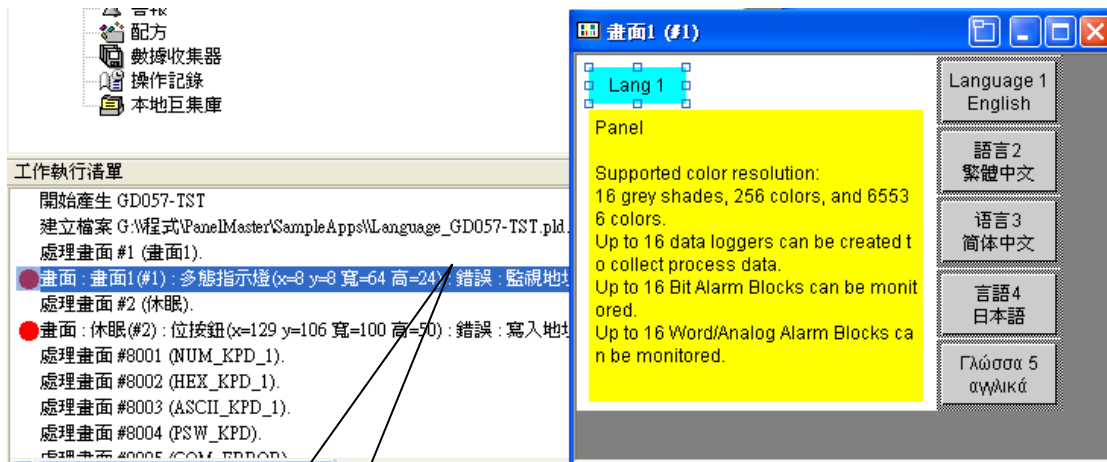 配方
數據收集器
操作記錄
本地巨集庫
工作執行清單
開始產生 GD057-TST
建立檔案 G:\V程式\PanelMaster\SampleApps\\Language_GD057-TST.pld.
處理畫面 #1 (畫面1).
畫面 : 畫面1(#1) : 多態指示燈(x=8 y=8 寬=64 高=24) : 錯誤 : 監視地址
處理畫面 #2 (休眠).
畫面 : 休眠(#2) : 位按鈕(x=129 y=106 寬=100 高=50) : 錯誤 : 寫入地址
處理畫面 #8001 (NUM_KPD_1).
處理畫面 #8002 (HEX_KPD_1).
處理畫面 #8003 (ASCII_KPD_1).
處理畫面 #8004 (PSW_KPD).
處理畫面 #8005 (COM_ERROR)
畫面1 (#1)
Lang 1
Panel
Supported color resolution:
16 grey shades, 256 colors, and 6553
6 colors.
Up to 16 data loggers can be created t
o collect process data.
Up to 16 Bit Alarm Blocks can be monit
ored.
Up to 16 Word/Analog Alarm Blocks ca
n be monitored.
Language 1
English
語言2
繁體中文
语言3
简体中文
言語4
日本語
Γλώσσα 5
αγγλικά